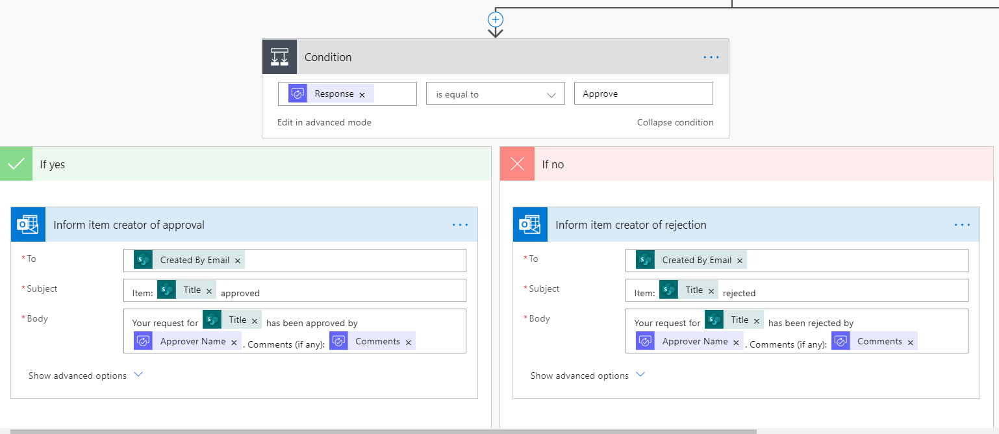 Condition
Response × is equal to Approve
Edit in advanced mode Collapse condition
If yes
Inform item creator of approval
* To Created By Email ×
* Subject Item: Title × approved
* Body Your request for Title × has been approved by
Approver Name × . Comments (if any): Comments ×
Show advanced options
If no
Inform item creator of rejection
* To Created By Email ×
* Subject Item: Title × rejected
* Body Your request for Title × has been rejected by
Approver Name × . Comments (if any): Comments ×
Show advanced options